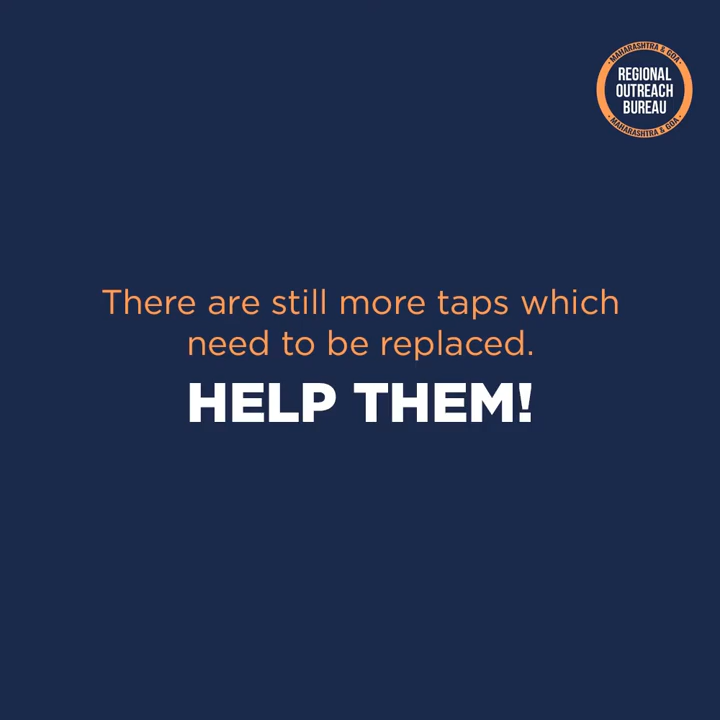 MAHARASHTRA & GOA
REGIONAL
OUTREACH
BUREAU
MAHARASHTRA & GOA
There are still more taps which
need to be replaced.
HELP THEM!